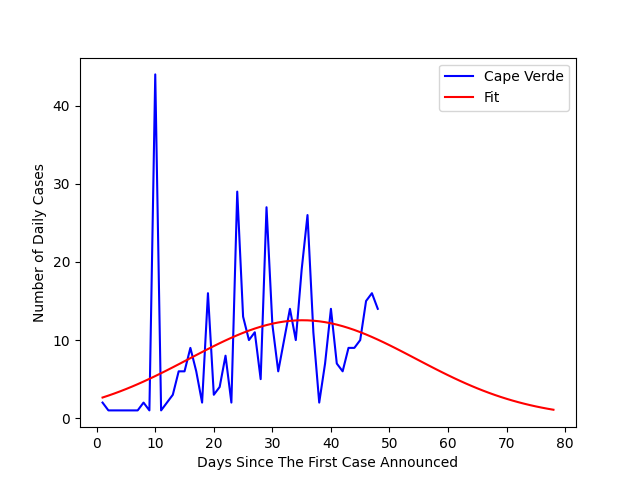 Cape Verde
Fit
40
30
20
10
0
Number of Daily Cases
0 10 20 30 40 50 60 70 80
Days Since The First Case Announced